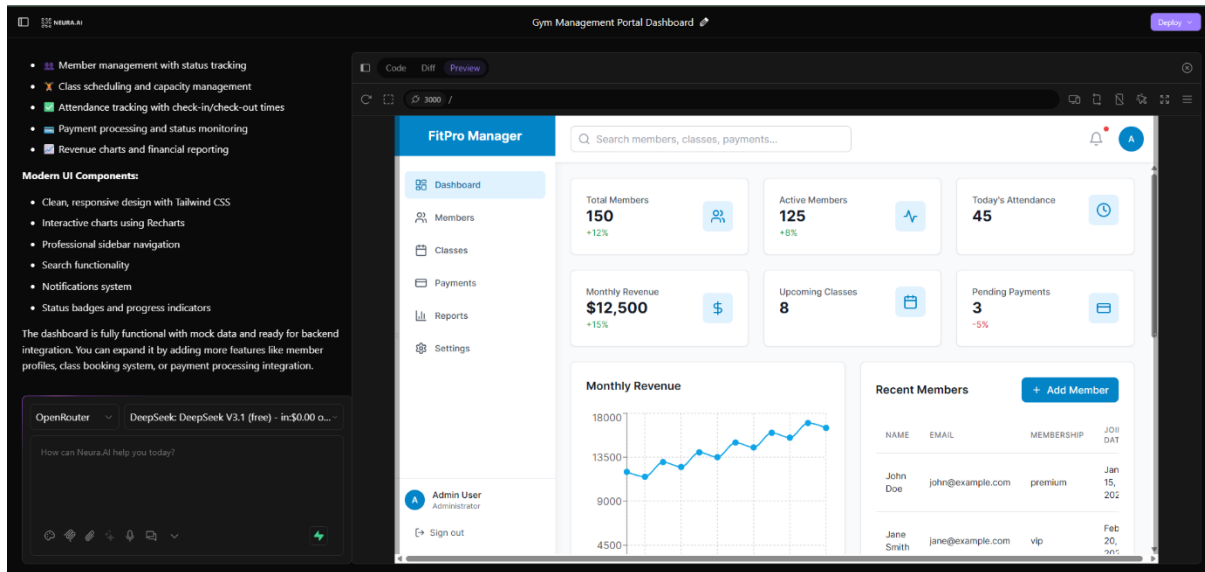 NEURA.AI
Gym Management Portal Dashboard
Deploy
Member management with status tracking
Class scheduling and capacity management
Attendance tracking with check-in/check-out times
Payment processing and status monitoring
Revenue charts and financial reporting
Modern UI Components:
Clean, responsive design with Tailwind CSS
Interactive charts using Recharts
Professional sidebar navigation
Search functionality
Notifications system
Status badges and progress indicators
The dashboard is fully functional with mock data and ready for backend
integration. You can expand it by adding more features like member
profiles, class booking system, or payment processing integration.
OpenRouter
DeepSeek: DeepSeek V3.1 (free) - in:$0.00 o...
How can Neura.AI help you today?
Code Diff Preview
3000 /
FitPro Manager
Search members, classes, payments...
A
Dashboard
Members
Classes
Payments
Reports
Settings
A
Admin User
Administrator
Sign out
Total Members
150
+12%
Active Members
125
+8%
Today's Attendance
45
Monthly Revenue
$12,500
+15%
Upcoming Classes
8
Pending Payments
3
-5%
Monthly Revenue
18000
13500
9000
4500
Recent Members
+ Add Member
NAME EMAIL MEMBERSHIP JOI
DAT
John
Doe
john@example.com premium
Jan
15,
202
Jane
Smith
jane@example.com vip
Feb
20,